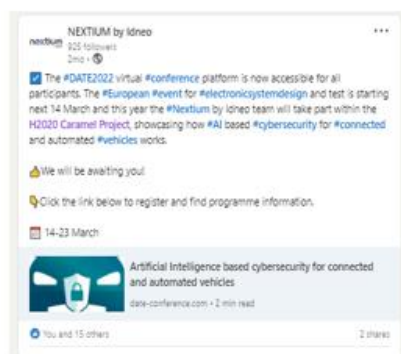 NEXTIUM by Idneo
nextium
925 followers
2mo
The #DATE2022 virtual #conference platform is now accessible for all
participants. The #European #event for #electronicsystemdesign and test is starting
next 14 March and this year the #Nextium by Idneo team will take part within the
H2020 Caramel Project, showcasing how #AI based #cybersecurity for #connected
and automated #vehicles works.
We will be awaiting you!
Click the link below to register and find programme information.
14-23 March
Artificial Intelligence based cybersecurity for connected
and automated vehicles
date-conference.com • 2 min read
You and 15 others
2 shares